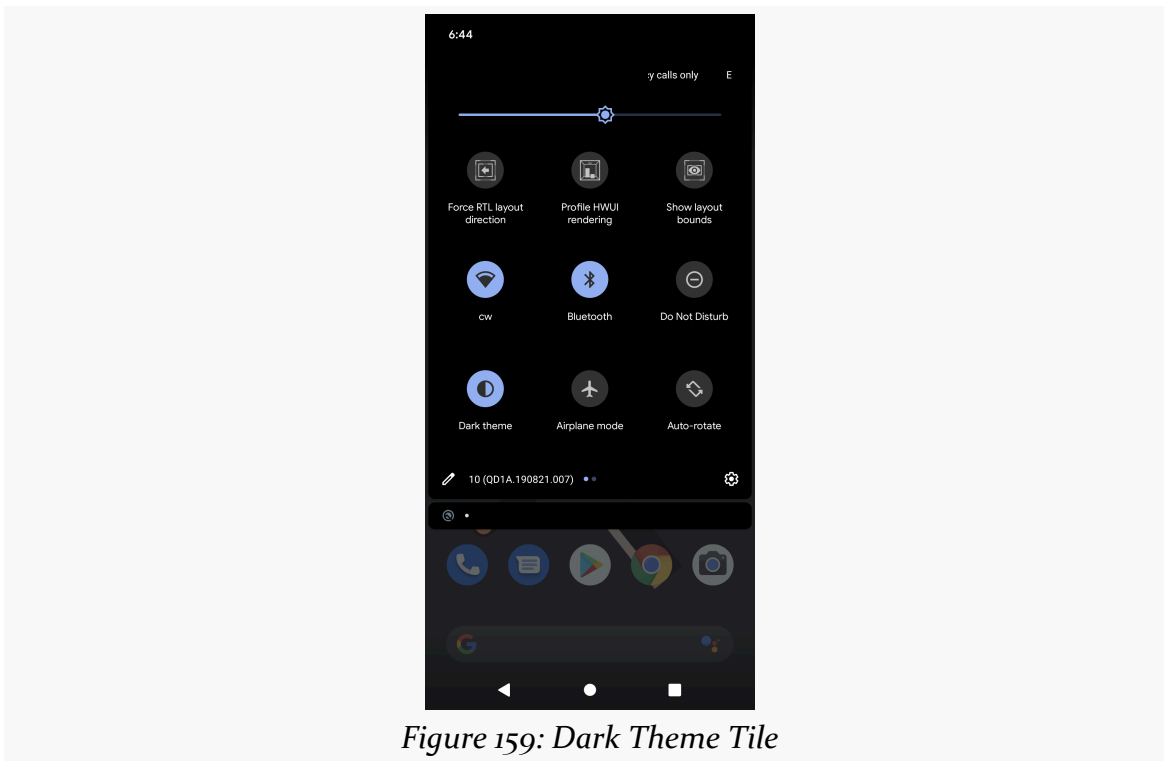 6:44
y calls only E
Force RTL layout
direction
Profile HWUI
rendering
Show layout
bounds
cw
Bluetooth
Do Not Disturb
Dark theme
Airplane mode
Auto-rotate
10 (QD1A.190821.007)
G
Figure 159: Dark Theme Tile